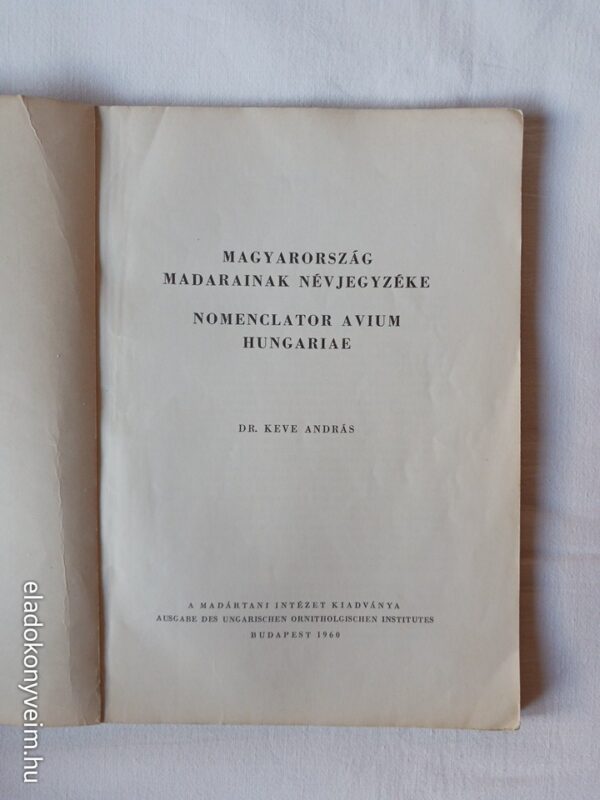 MAGYARORSZÁG
MADARAINAK NÉVJEGYZÉKE
NOMENCLATOR AVIUM
HUNGARIAE
DR. KEVE ANDRÁS
A MADÁRTANI INTÉZET KIADVÁNYA
AUSGABE DES UNGARISCHEN ORNITHOLGISCHEN INSTITUTES
BUDAPEST 1960
eladokonyveim.hu